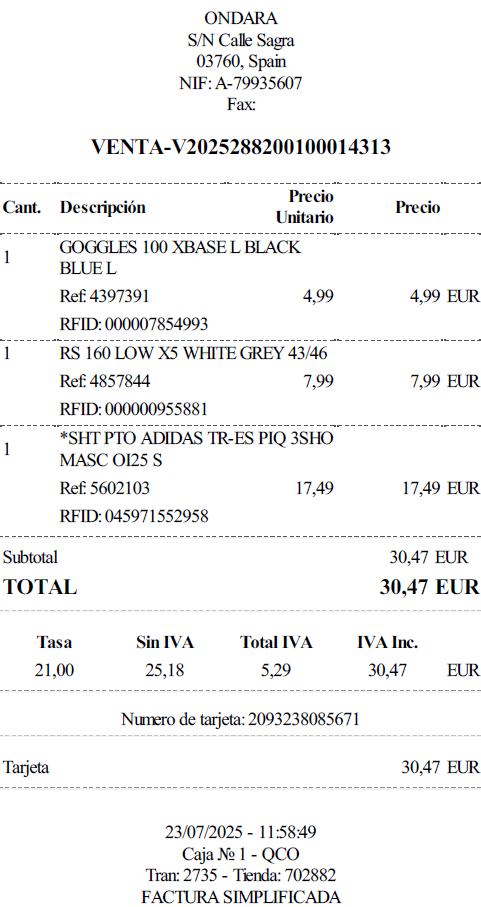 ONDARA
S/N Calle Sagra
03760, Spain
NIF: A-79935607
Fax:
VENTA-V2025288200100014313
Cant. Descripción Precio Unitario Precio
1 GOGGLES 100 XBASE L BLACK
BLUE L
Ref: 4397391 4,99 4,99 EUR
RFID: 000007854993
1 RS 160 LOW X5 WHITE GREY 43/46
Ref: 4857844 7,99 7,99 EUR
RFID: 000000955881
1 *SHT PTO ADIDAS TR-ES PIQ 3SHO
MASC OI25 S
Ref: 5602103 17,49 17,49 EUR
RFID: 045971552958
Subtotal 30,47 EUR
TOTAL 30,47 EUR
Tasa Sin IVA Total IVA IVA Inc.
21,00 25,18 5,29 30,47 EUR
Numero de tarjeta: 2093238085671
Tarjeta 30,47 EUR
23/07/2025 - 11:58:49
Caja № 1 - QCO
Tran: 2735 - Tienda: 702882
FACTURA SIMPLIFICADA